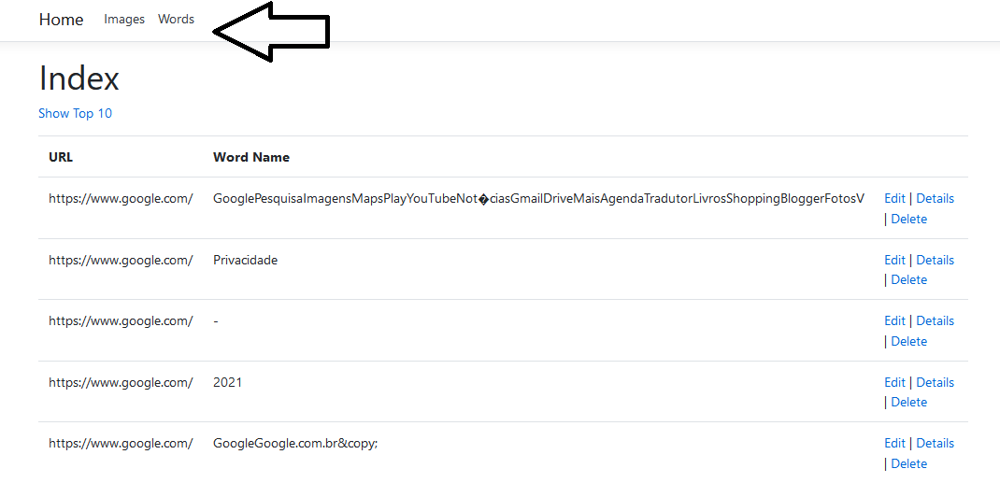 Home Images Words
Index
Show Top 10
URL Word Name
https://www.google.com/ GooglePesquisaImagensMapsPlayYouTubeNot�ciasGmailDriveMaisAgendaTradutorLivrosShoppingBloggerFotosV Edit | Details
| Delete
https://www.google.com/ Privacidade Edit | Details
| Delete
https://www.google.com/ - Edit | Details
| Delete
https://www.google.com/ 2021 Edit | Details
| Delete
https://www.google.com/ GoogleGoogle.com.br&copy; Edit | Details
| Delete